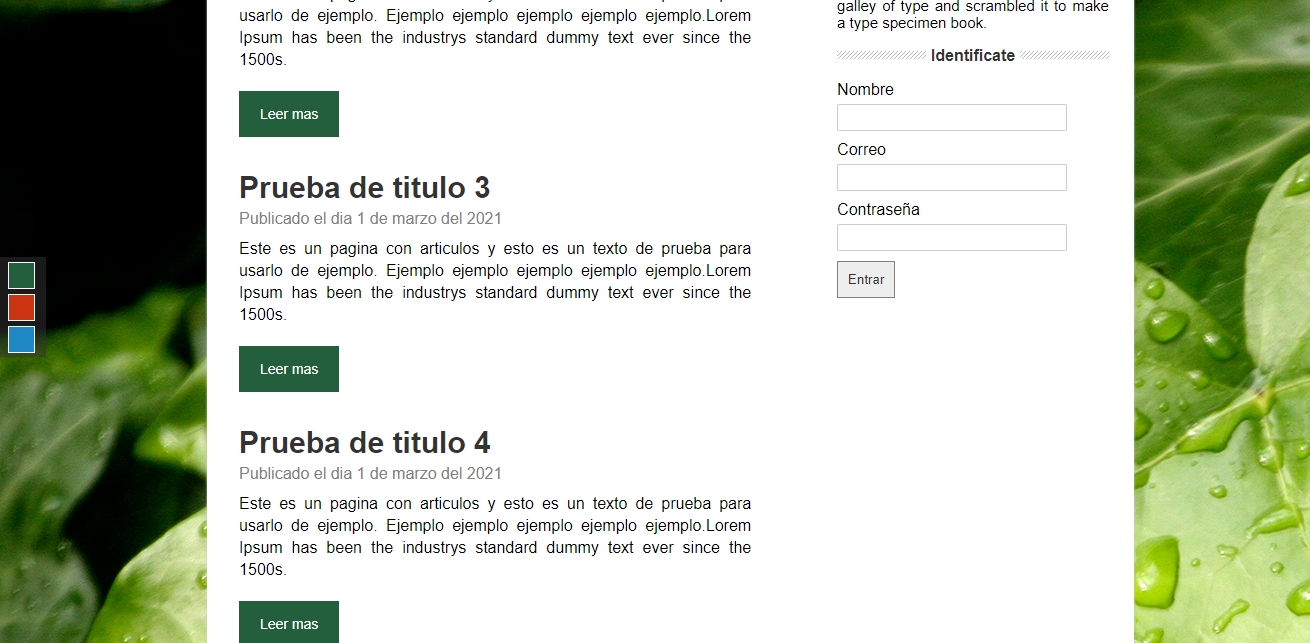 usarlo de ejemplo. Ejemplo ejemplo ejemplo ejemplo ejemplo.Lorem
Ipsum has been the industrys standard dummy text ever since the
1500s.
Leer mas
Prueba de titulo 3
Publicado el dia 1 de marzo del 2021
Este es un pagina con articulos y esto es un texto de prueba para
usarlo de ejemplo. Ejemplo ejemplo ejemplo ejemplo ejemplo.Lorem
Ipsum has been the industrys standard dummy text ever since the
1500s.
Leer mas
Prueba de titulo 4
Publicado el dia 1 de marzo del 2021
Este es un pagina con articulos y esto es un texto de prueba para
usarlo de ejemplo. Ejemplo ejemplo ejemplo ejemplo ejemplo.Lorem
Ipsum has been the industrys standard dummy text ever since the
1500s.
Leer mas
galley of type and scrambled it to make
a type specimen book.
Identificate
Nombre
Correo
Contraseña
Entrar